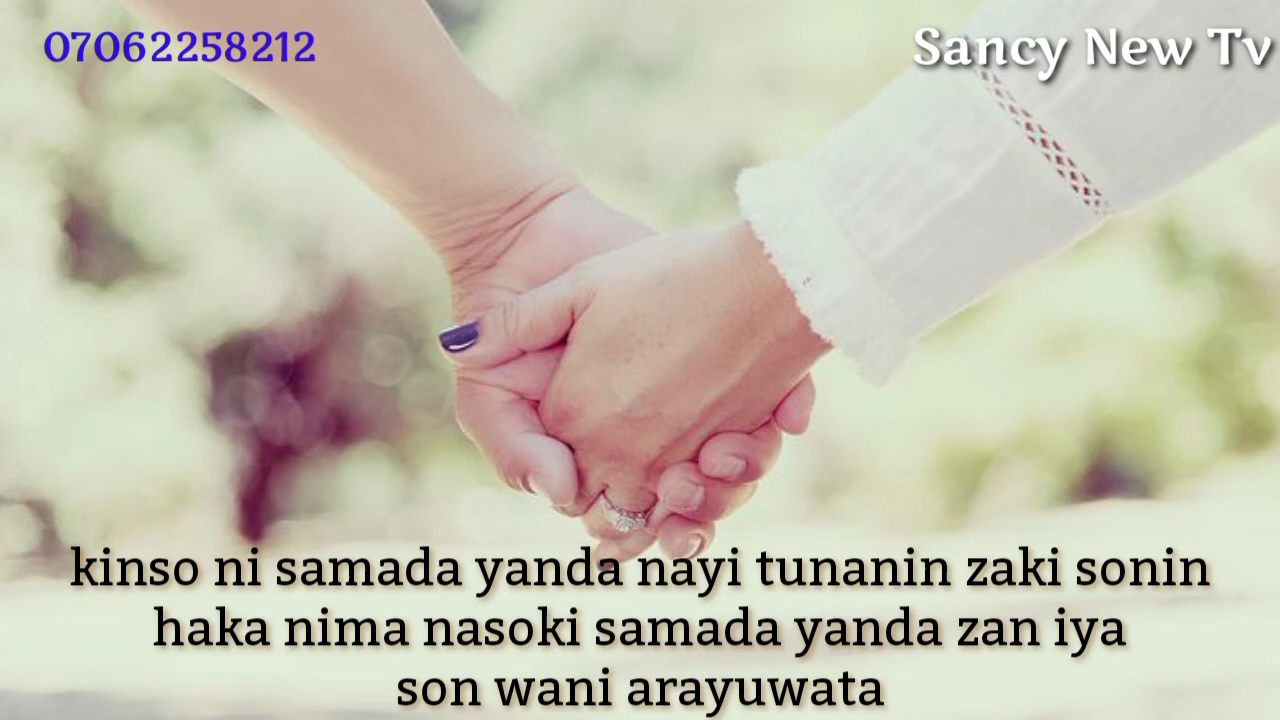 07062258212
Sancy New Tv
kinso ni samada yanda nayi tunanin zaki sonin
haka nima nasoki samada yanda zan iya
son wani arayuwata